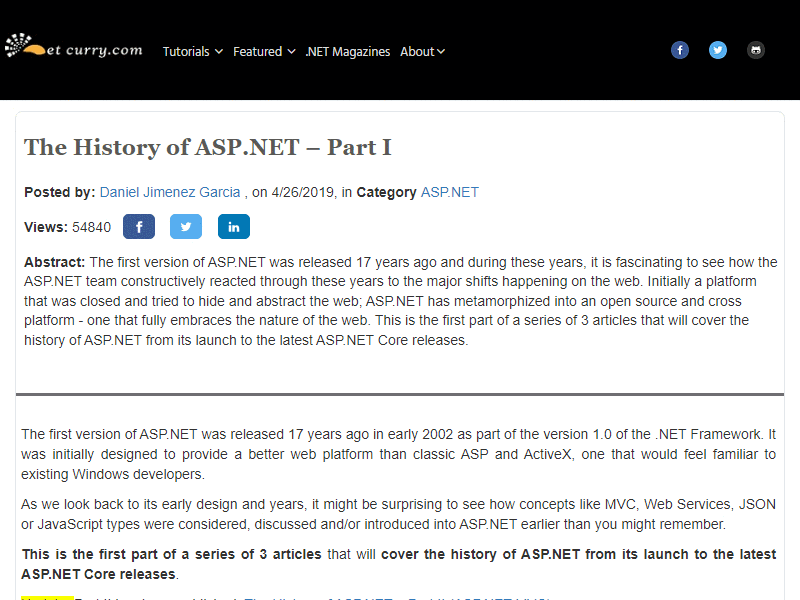 et curry.com Tutorials Featured .NET Magazines About
The History of ASP.NET – Part I
Posted by: Daniel Jimenez Garcia , on 4/26/2019, in Category ASP.NET
Views: 54840
Abstract: The first version of ASP.NET was released 17 years ago and during these years, it is fascinating to see how the
ASP.NET team constructively reacted through these years to the major shifts happening on the web. Initially a platform
that was closed and tried to hide and abstract the web; ASP.NET has metamorphized into an open source and cross
platform - one that fully embraces the nature of the web. This is the first part of a series of 3 articles that will cover the
history of ASP.NET from its launch to the latest ASP.NET Core releases.
The first version of ASP.NET was released 17 years ago in early 2002 as part of the version 1.0 of the .NET Framework. It
was initially designed to provide a better web platform than classic ASP and ActiveX, one that would feel familiar to
existing Windows developers.
As we look back to its early design and years, it might be surprising to see how concepts like MVC, Web Services, JSON
or JavaScript types were considered, discussed and/or introduced into ASP.NET earlier than you might remember.
This is the first part of a series of 3 articles that will cover the history of ASP.NET from its launch to the latest
ASP.NET Core releases.